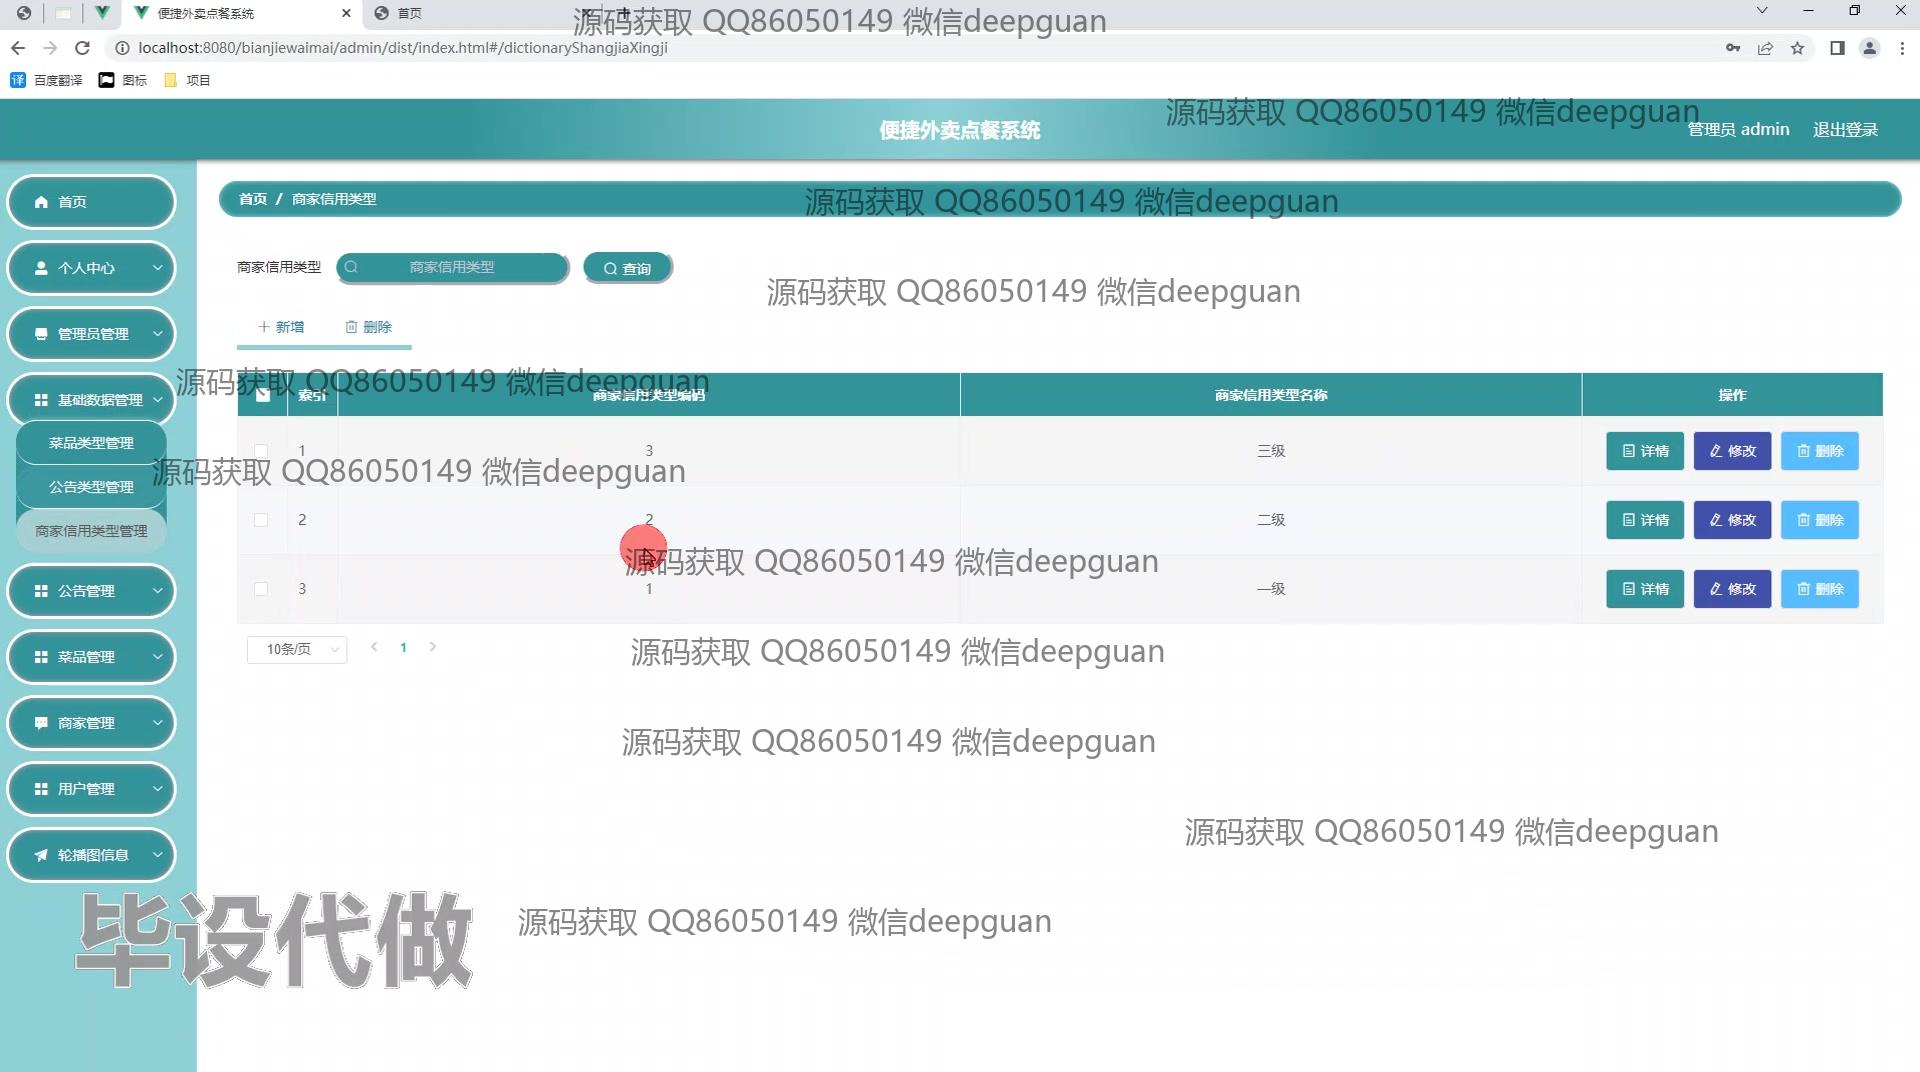 便捷外卖点餐系统
首页
源码获取 QQ86050149 微信deepguan
localhost:8080/bianjiewaimai/admin/dist/index.html#/dictionaryShangjiaXingji
译 百度翻译 图标 项目
源码获取 QQ86050149 微信deepguan
便捷外卖点餐系统
管理员 admin 退出登录
首页 / 商家信用类型
源码获取 QQ86050149 微信deepguan
首页
个人中心
管理员管理
基础数据管理
菜品类型管理
公告类型管理
商家信用类型管理
公告管理
菜品管理
商家管理
用户管理
轮播图信息
商家信用类型 商家信用类型 查询
源码获取 QQ86050149 微信deepguan
新增 删除
源码获取 QQ86050149 微信deepguan
索引 商家信用类型编码 商家信用类型名称 操作
1 3 三级 详情 修改 删除
源码获取 QQ86050149 微信deepguan
2 2 二级 详情 修改 删除
源码获取 QQ86050149 微信deepguan
3 1 一级 详情 修改 删除
10条/页 1
源码获取 QQ86050149 微信deepguan
源码获取 QQ86050149 微信deepguan
源码获取 QQ86050149 微信deepguan
毕设代做
源码获取 QQ86050149 微信deepguan